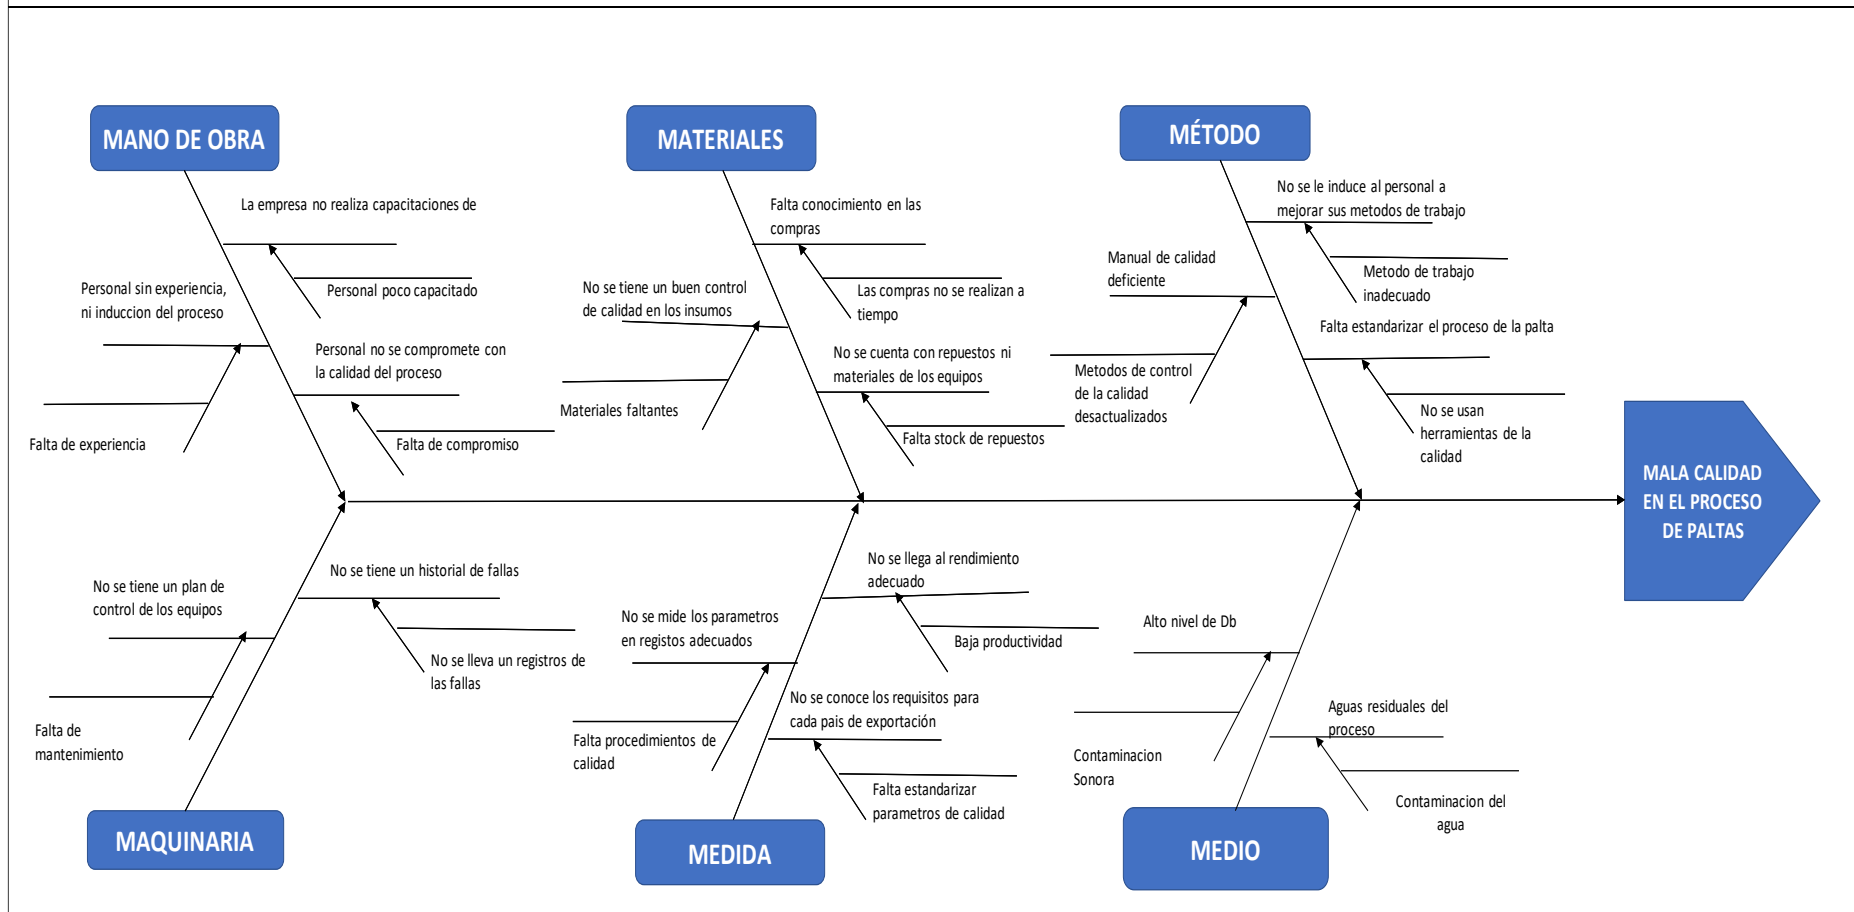 MANO DE OBRA
MATERIALES
MÉTODO
La empresa no realiza capacitaciones de
Personal poco capacitado
Personal sin experiencia,
ni induccion del proceso
Falta de experiencia
Personal no se compromete con
la calidad del proceso
Falta de compromiso
Falta conocimiento en las
compras
Las compras no se realizan a
tiempo
No se tiene un buen control
de calidad en los insumos
Materiales faltantes
No se cuenta con repuestos ni
materiales de los equipos
Falta stock de repuestos
No se le induce al personal a
mejorar sus metodos de trabajo
Metodo de trabajo
inadecuado
Manual de calidad
deficiente
Metodos de control
de la calidad
desactualizados
Falta estandarizar el proceso de la palta
No se usan
herramientas de la
calidad
MALA CALIDAD
EN EL PROCESO
DE PALTAS
No se tiene un historial de fallas
No se lleva un registros de
las fallas
No se tiene un plan de
control de los equipos
Falta de
mantenimiento
No se llega al rendimiento
adecuado
Baja productividad
No se mide los parametros
en registos adecuados
Falta procedimientos de
calidad
No se conoce los requisitos para
cada pais de exportación
Falta estandarizar
parametros de calidad
Alto nivel de Db
Contaminacion
Sonora
Aguas residuales del
proceso
Contaminacion del
agua
MAQUINARIA
MEDIDA
MEDIO